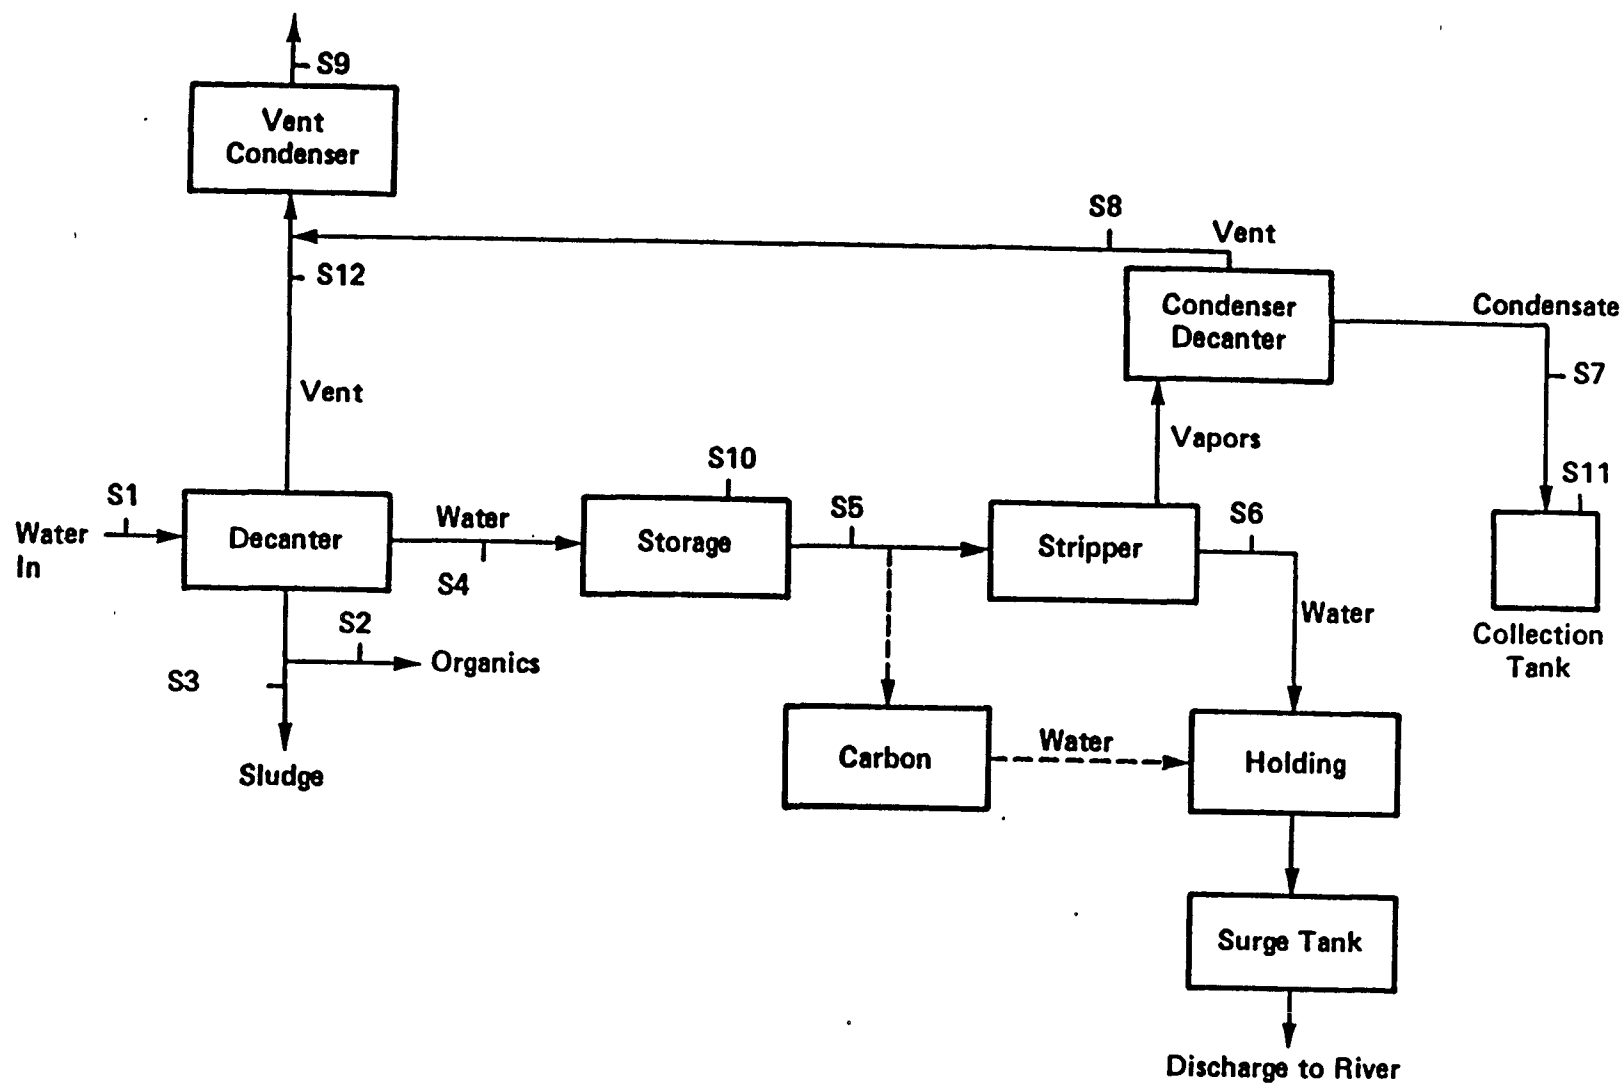 S9
Vent
Condenser
S8
Vent
S12
Condenser
Decanter
Condensate
S7
Vent
Vapors
S10
S11
S1
S5
S6
Water
In
Decanter
Water
Storage
Stripper
S4
Water
S2
Organics
Collection
Tank
S3
Sludge
Carbon
Water
Holding
Surge Tank
Discharge to River